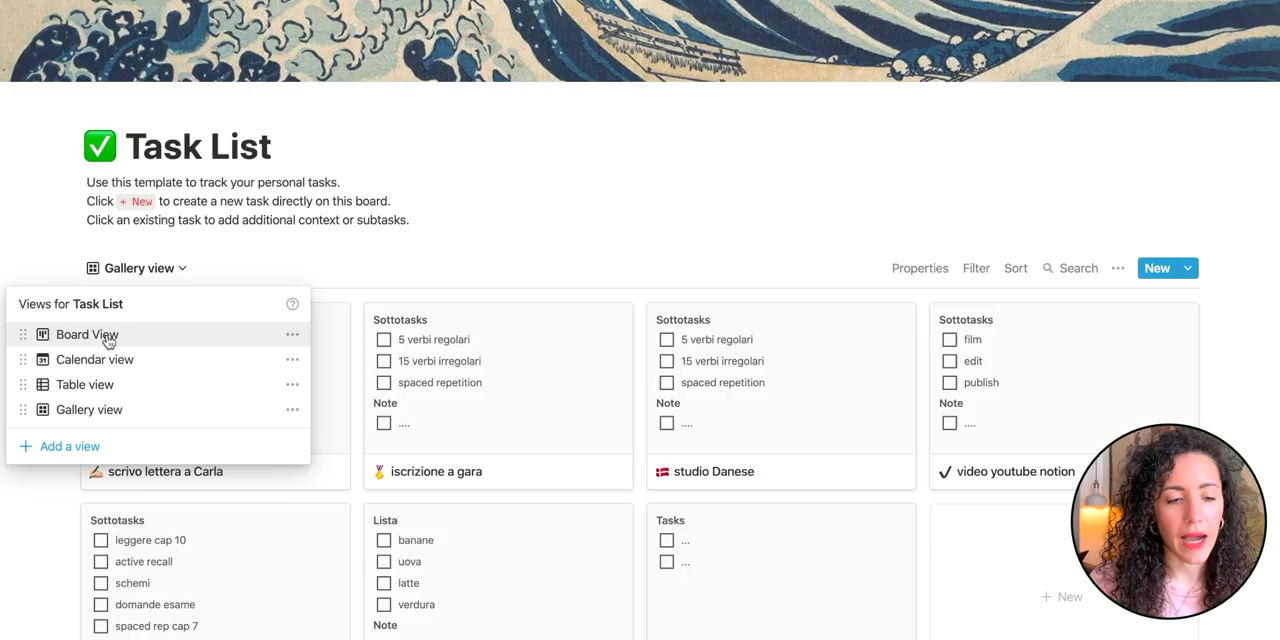 ✅ Task List
Use this template to track your personal tasks.
Click + New to create a new task directly on this board.
Click an existing task to add additional context or subtasks.
Gallery view
Properties Filter Sort Search ··· New
Views for Task List
Board View
Calendar view
Table view
Gallery view
+ Add a view
scrivo lettera a Carla
Sottotasks
5 verbi regolari
15 verbi irregolari
spaced repetition
Note
....
iscrizione a gara
Sottotasks
5 verbi regolari
15 verbi irregolari
spaced repetition
Note
....
studio Danese
Sottotasks
film
edit
publish
Note
....
video youtube notion
Sottotasks
leggere cap 10
active recall
schemi
domande esame
spaced rep cap 7
Lista
banane
uova
latte
verdura
Note
Tasks
...
...
+ New